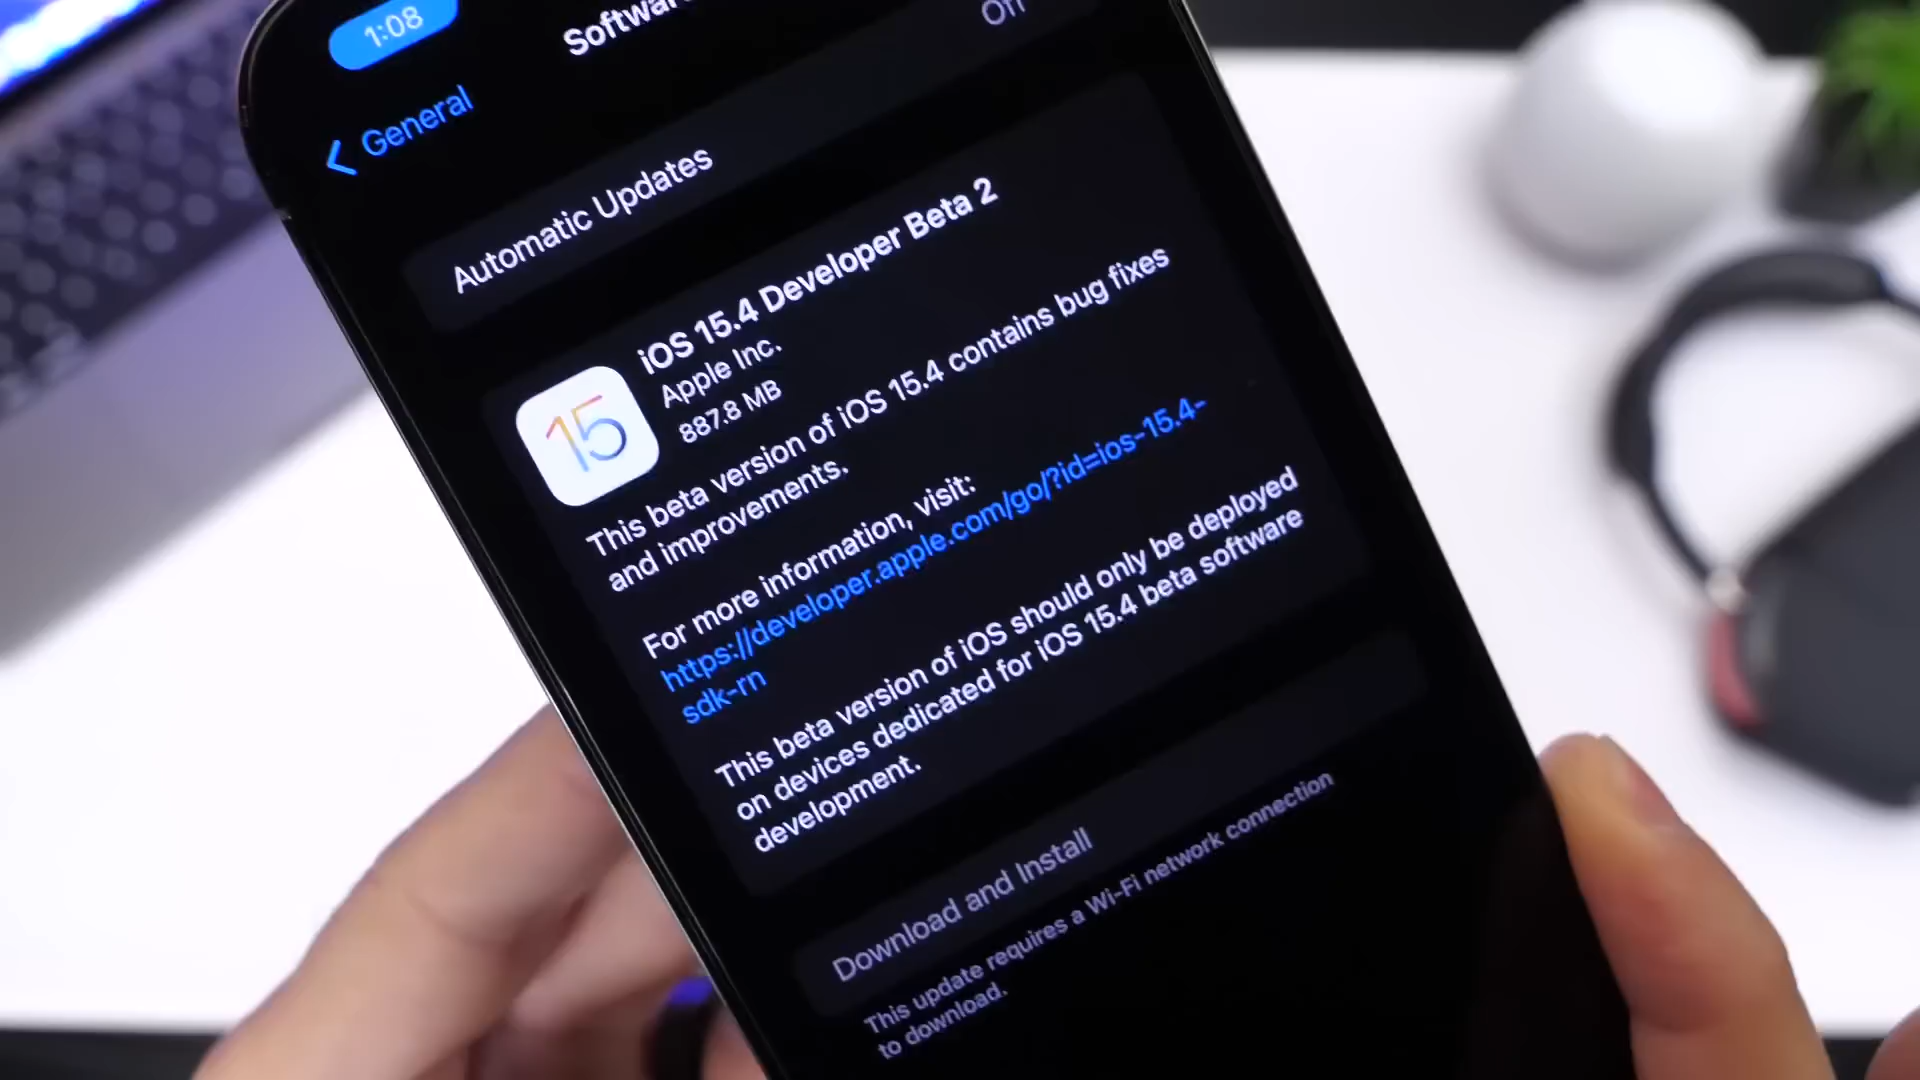 1:08
General
Automatic Updates
15
iOS 15.4 Developer Beta 2
Apple Inc.
887.8 MB
This beta version of iOS 15.4 contains bug fixes
and improvements.
For more information, visit:
https://developer.apple.com/go/?id=ios-15.4-
sdk-rn
This beta version of iOS should only be deployed
on devices dedicated for iOS 15.4 beta software
development.
Download and Install
This update requires a Wi-Fi network connection
to download.